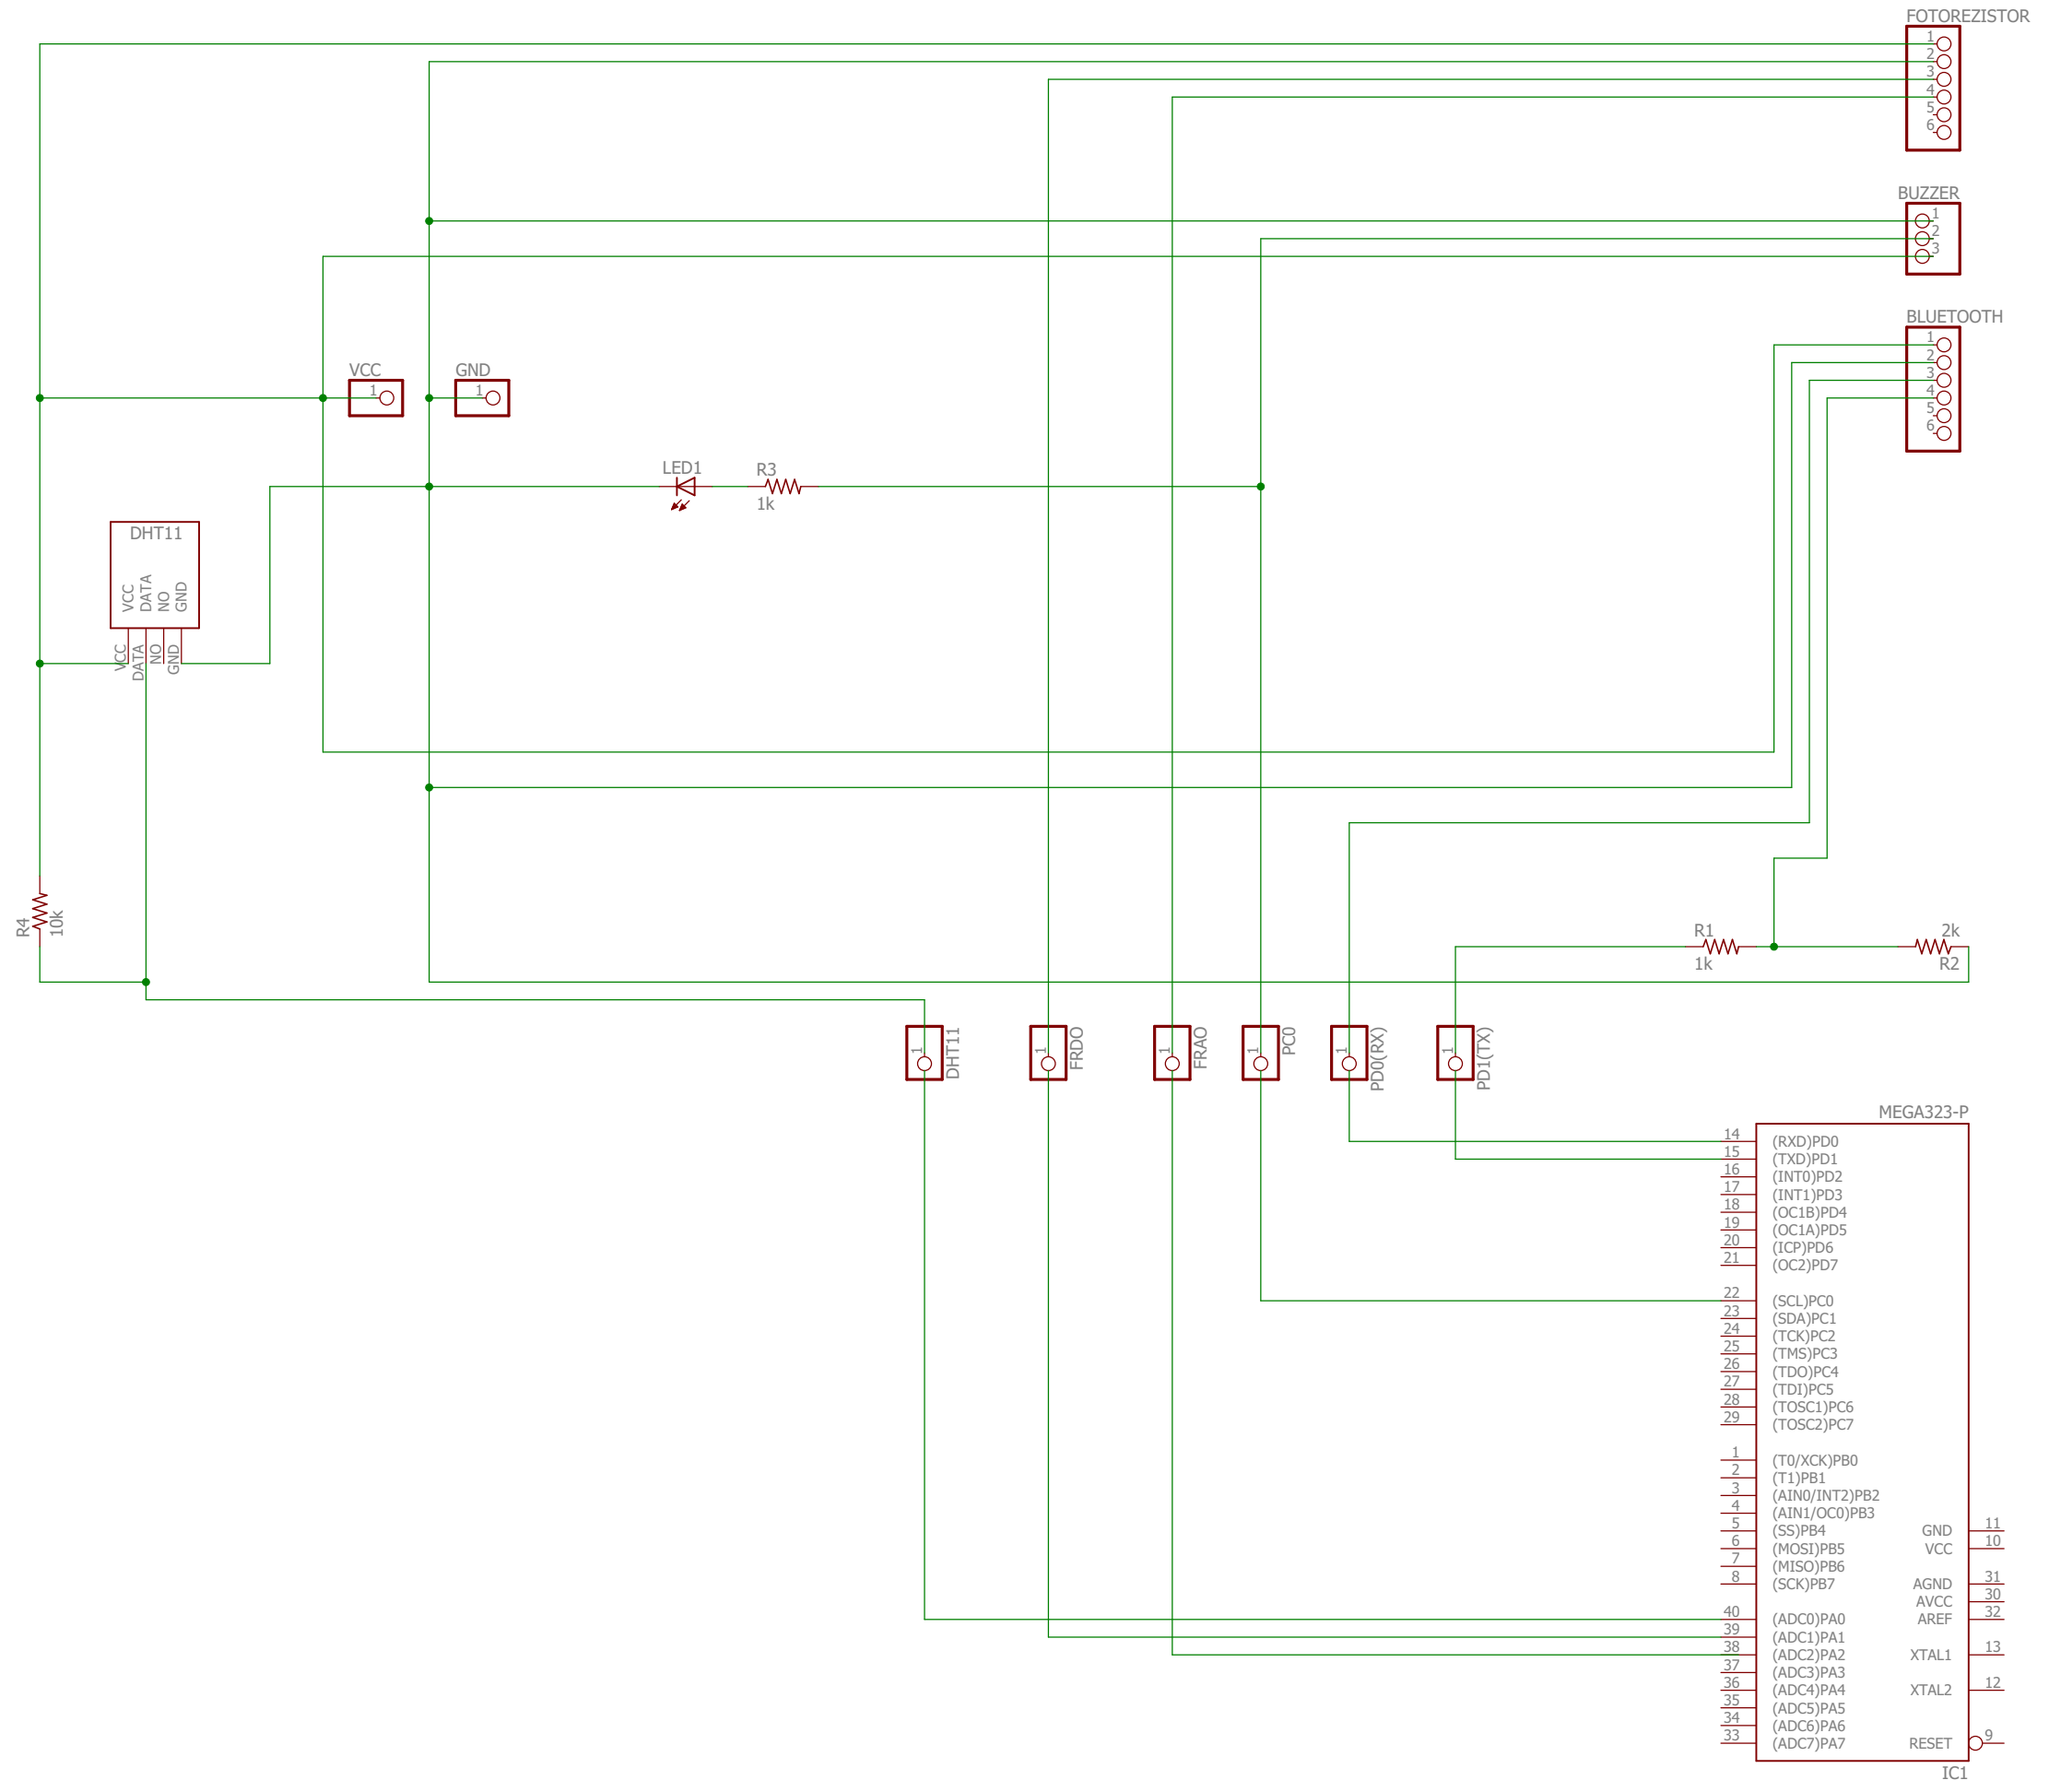 FOTOREZISTOR
1
2
3
4
5
6
BUZZER
1
2
3
BLUETOOTH
1
2
3
4
5
6
VCC
1
GND
1
LED1
R3
1k
DHT11
VCC
DATA
NO
GND
VCC
DATA
NO
GND
R4
10k
R1
1k
2k
R2
1
DHT11
1
FRDO
1
FRAO
1
PC0
1
PD0(RX)
1
PD1(TX)
MEGA323-P
14 (RXD)PD0
15 (TXD)PD1
16 (INT0)PD2
17 (INT1)PD3
18 (OC1B)PD4
19 (OC1A)PD5
20 (ICP)PD6
21 (OC2)PD7
22 (SCL)PC0
23 (SDA)PC1
24 (TCK)PC2
25 (TMS)PC3
26 (TDO)PC4
27 (TDI)PC5
28 (TOSC1)PC6
29 (TOSC2)PC7
1 (T0/XCK)PB0
2 (T1)PB1
3 (AIN0/INT2)PB2
4 (AIN1/OC0)PB3
5 (SS)PB4 GND 11
6 (MOSI)PB5 VCC 10
7 (MISO)PB6
8 (SCK)PB7 AGND 31
AVCC 30
40 (ADC0)PA0 AREF 32
39 (ADC1)PA1
38 (ADC2)PA2 XTAL1 13
37 (ADC3)PA3
36 (ADC4)PA4 XTAL2 12
35 (ADC5)PA5
34 (ADC6)PA6
33 (ADC7)PA7 RESET 9
IC1